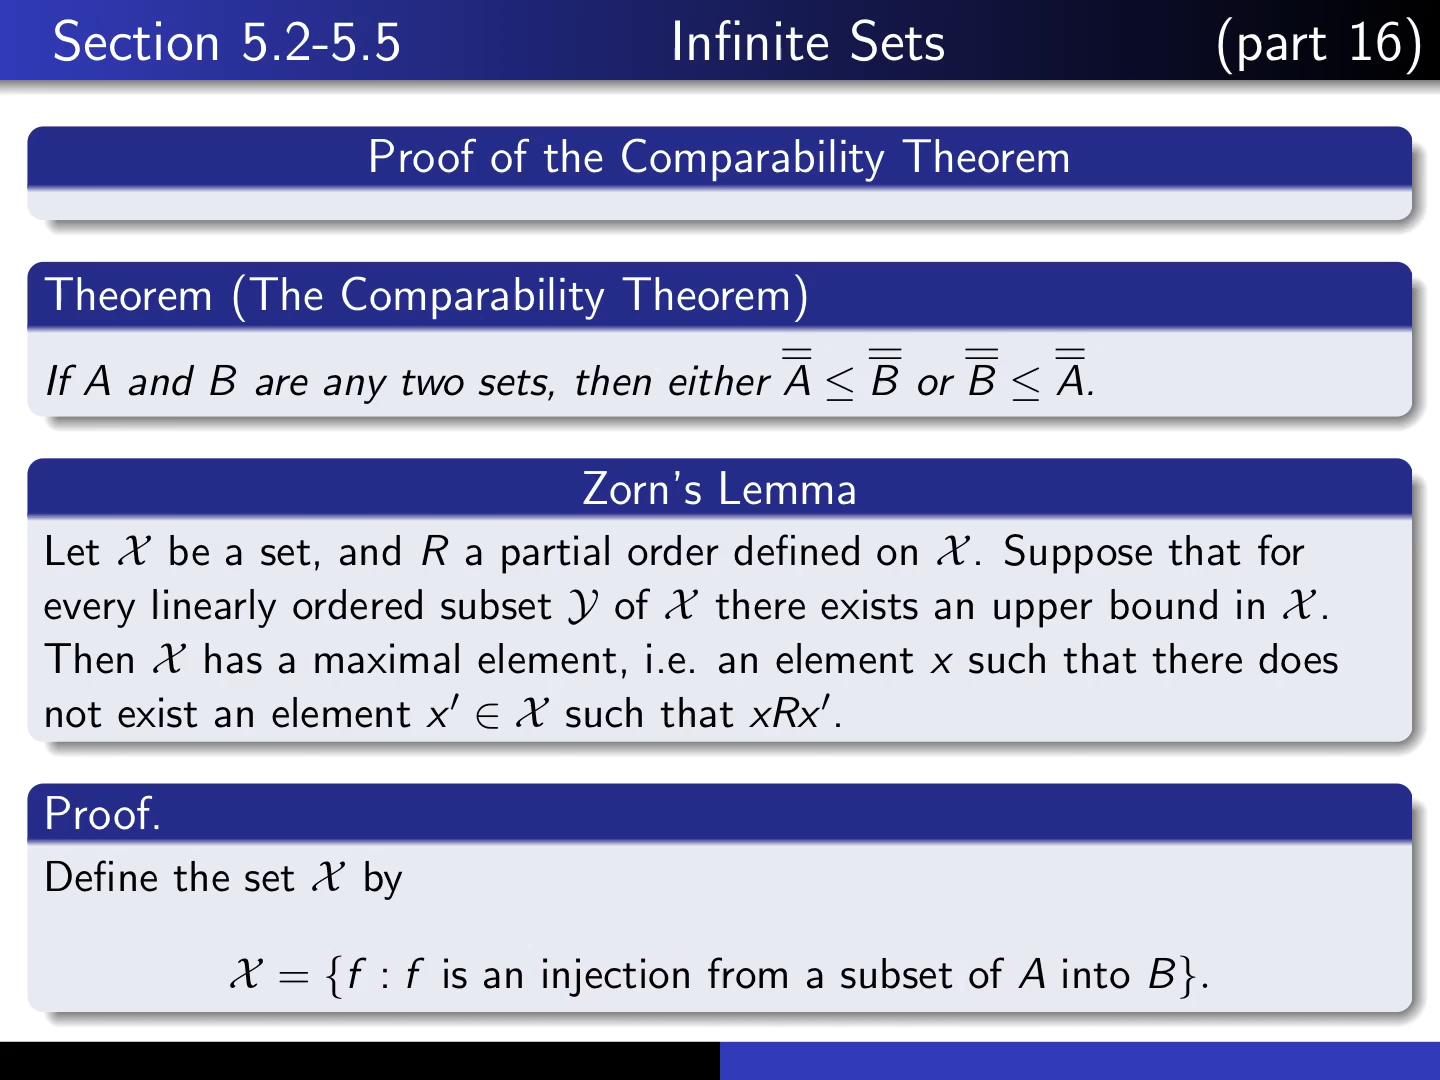 Section 5.2-5.5 Infinite Sets (part 16)
Proof of the Comparability Theorem
Theorem (The Comparability Theorem)
If A and B are any two sets, then either A̿ ≤ B̿ or B̿ ≤ A̿.
Zorn's Lemma
Let 𝒳 be a set, and R a partial order defined on 𝒳. Suppose that for
every linearly ordered subset 𝒴 of 𝒳 there exists an upper bound in 𝒳.
Then 𝒳 has a maximal element, i.e. an element x such that there does
not exist an element x′ ∈ 𝒳 such that xRx′.
Proof.
Define the set 𝒳 by
𝒳 = {f : f is an injection from a subset of A into B}.